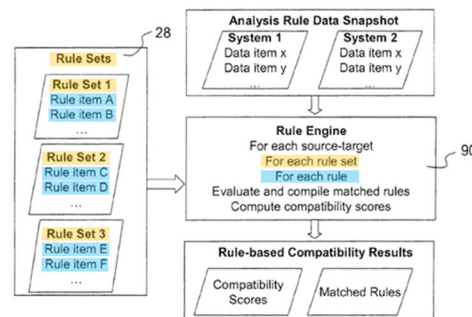 28
Rule Sets
Rule Set 1
Rule item A
Rule item B
...
Rule Set 2
Rule item C
Rule item D
...
Rule Set 3
Rule item E
Rule item F
...
Analysis Rule Data Snapshot
System 1
Data item x
Data item y
...
System 2
Data item x
Data item y
...
Rule Engine
For each source-target
For each rule set
For each rule
Evaluate and compile matched rules
Compute compatibility scores
90
Rule-based Compatibility Results
Compatibility
Scores
Matched Rules